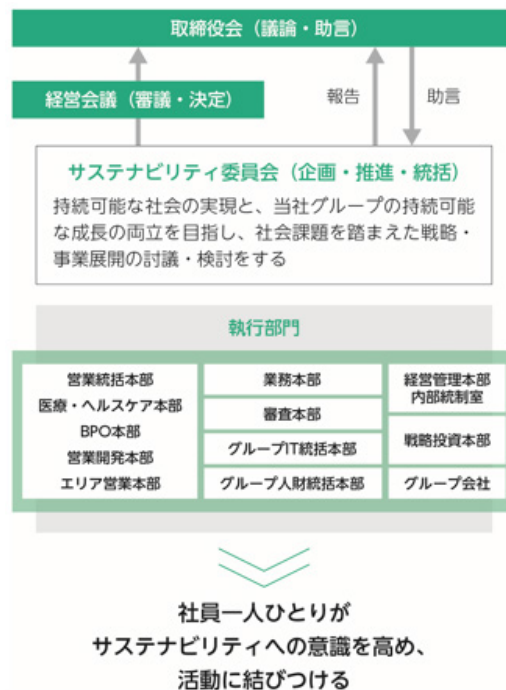 取締役会（議論・助言）
経営会議（審議・決定）
報告
助言
サステナビリティ委員会（企画・推進・統括）
持続可能な社会の実現と、当社グループの持続可能
な成長の両立を目指し、社会課題を踏まえた戦略・
事業展開の討議・検討をする
執行部門
営業統括本部
医療・ヘルスケア本部
BPO本部
営業開発本部
エリア営業本部
業務本部
審査本部
グループIT統括本部
グループ人財統括本部
経営管理本部
内部統制室
戦略投資本部
グループ会社
社員一人ひとりが
サステナビリティへの意識を高め、
活動に結びつける